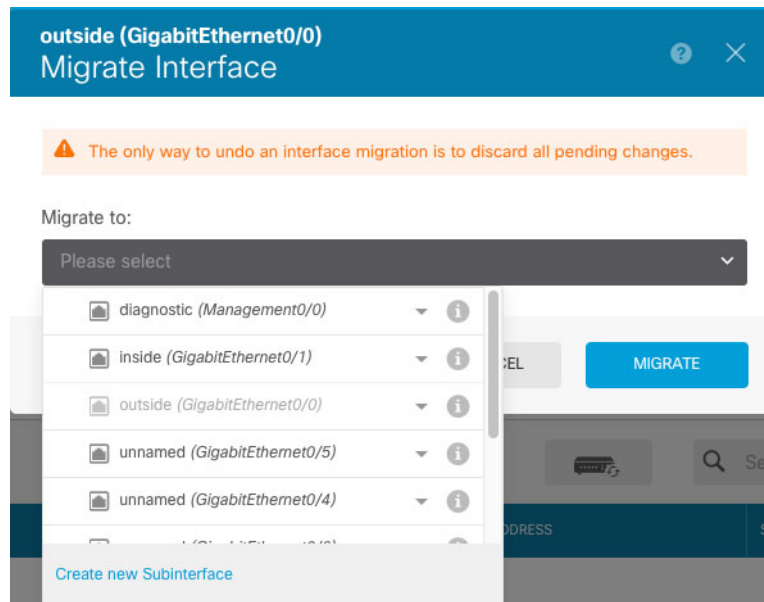 outside (GigabitEthernet0/0)
Migrate Interface
The only way to undo an interface migration is to discard all pending changes.
Migrate to:
Please select
diagnostic (Management0/0)
inside (GigabitEthernet0/1)
outside (GigabitEthernet0/0)
unnamed (GigabitEthernet0/5)
unnamed (GigabitEthernet0/4)
Create new Subinterface
MIGRATE